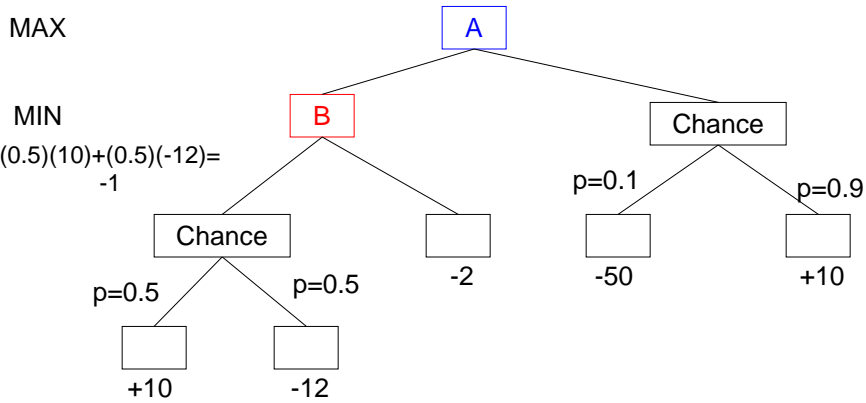 MAX
A
MIN
B
Chance
(0.5)(10)+(0.5)(-12)=
-1
p=0.1
p=0.9
Chance
-2
-50
+10
p=0.5
p=0.5
+10
-12